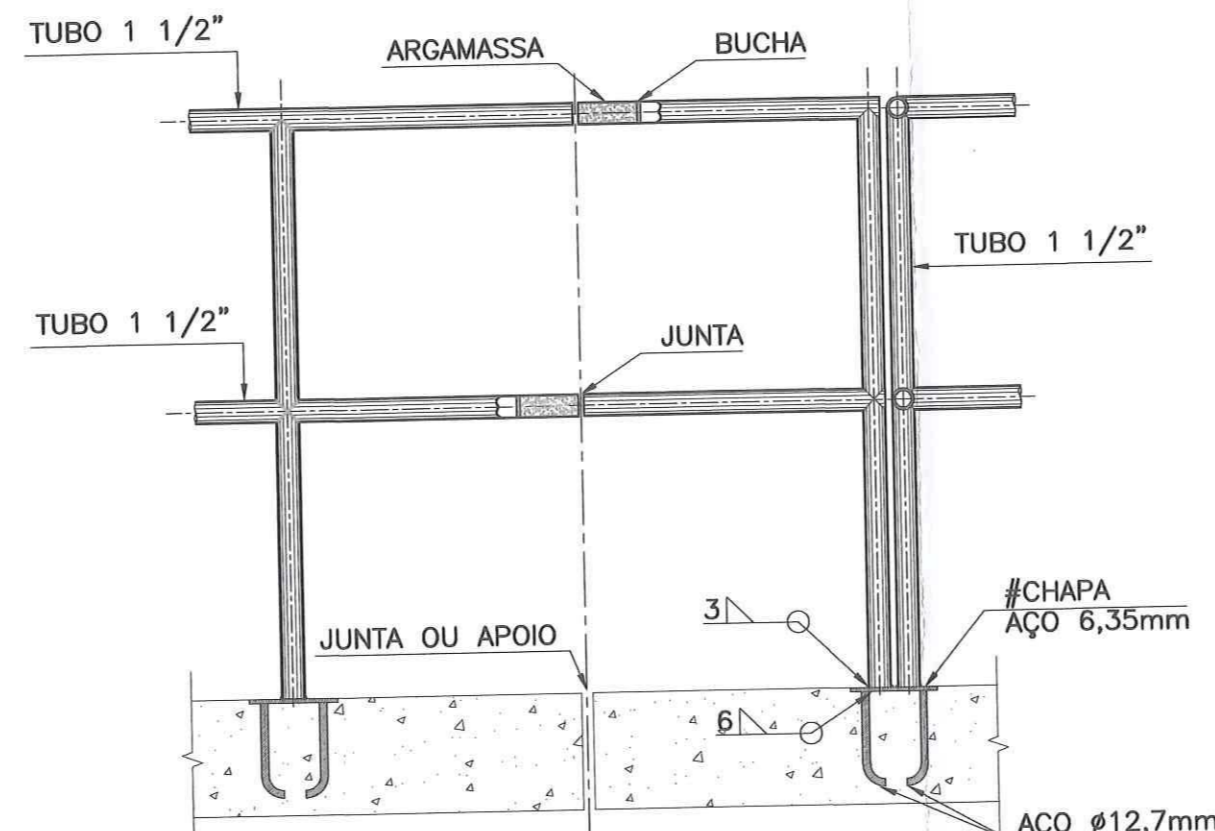 TUBO 1 1/2"
ARGAMASSA
BUCHA
TUBO 1 1/2"
TUBO 1 1/2"
JUNTA
JUNTA OU APOIO
3
#CHAPA
AÇO 6,35mm
6
AÇO ø12,7mm